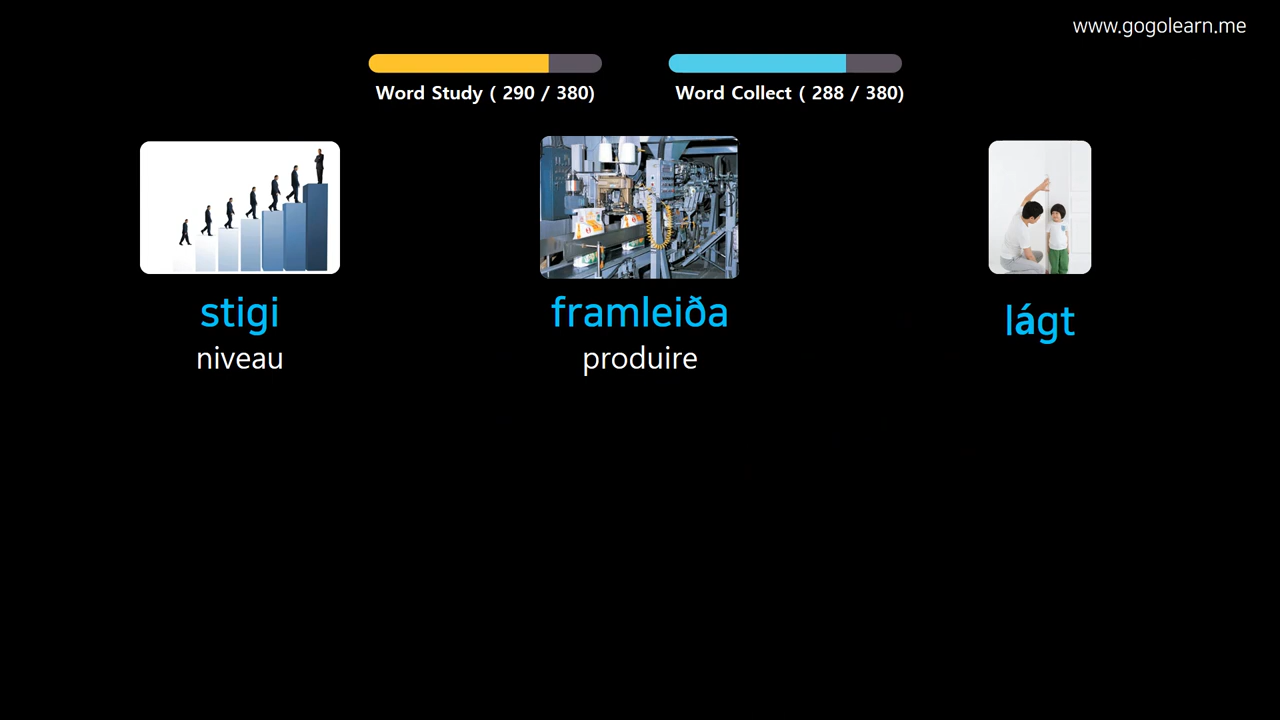 www.gogolearn.me
Word Study ( 290 / 380)
Word Collect ( 288 / 380)
stigi
niveau
framleiða
produire
lágt